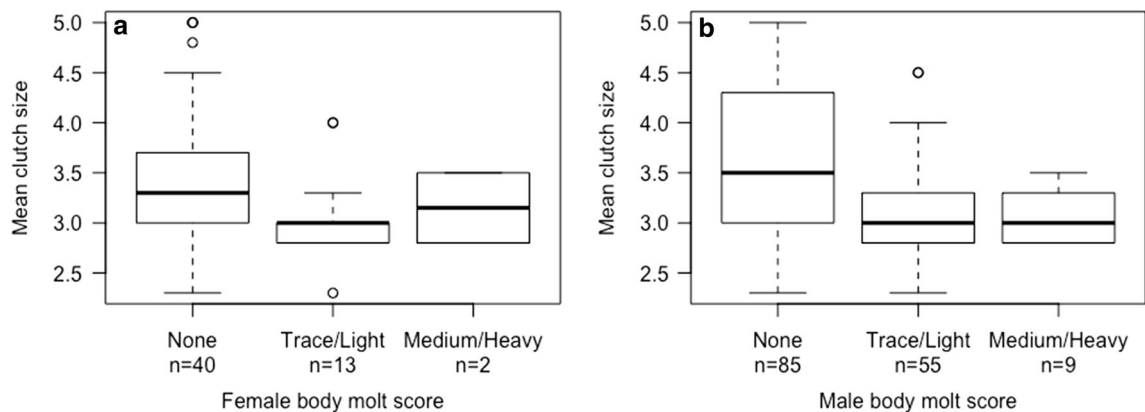 a
Mean clutch size
5.0
4.5
4.0
3.5
3.0
2.5
None Trace/Light Medium/Heavy
n=40 n=13 n=2
Female body molt score
b
Mean clutch size
5.0
4.5
4.0
3.5
3.0
2.5
None Trace/Light Medium/Heavy
n=85 n=55 n=9
Male body molt score